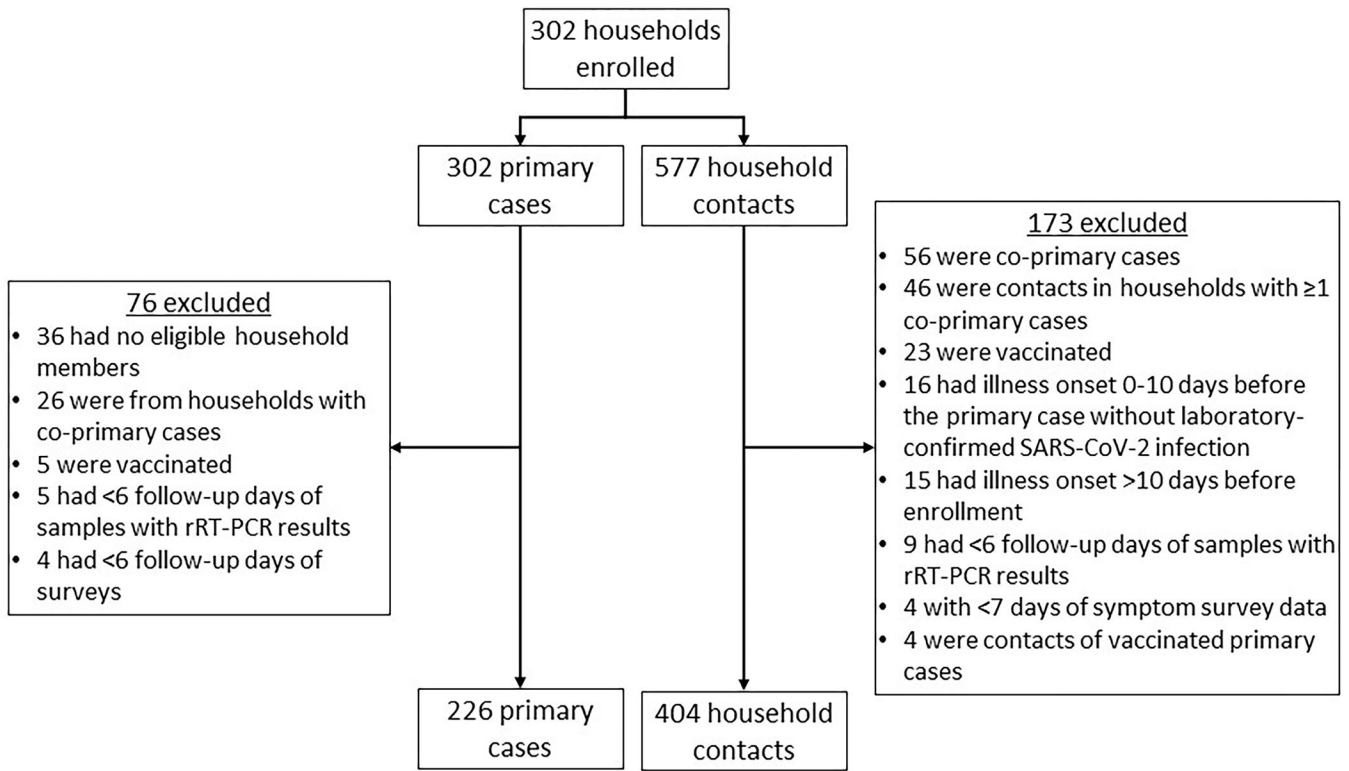 302 households
enrolled
302 primary
cases
577 household
contacts
76 excluded
• 36 had no eligible household
members
• 26 were from households with
co-primary cases
• 5 were vaccinated
• 5 had <6 follow-up days of
samples with rRT-PCR results
• 4 had <6 follow-up days of
surveys
173 excluded
• 56 were co-primary cases
• 46 were contacts in households with ≥1
co-primary cases
• 23 were vaccinated
• 16 had illness onset 0-10 days before
the primary case without laboratory-
confirmed SARS-CoV-2 infection
• 15 had illness onset >10 days before
enrollment
• 9 had <6 follow-up days of samples with
rRT-PCR results
• 4 with <7 days of symptom survey data
• 4 were contacts of vaccinated primary
cases
226 primary
cases
404 household
contacts